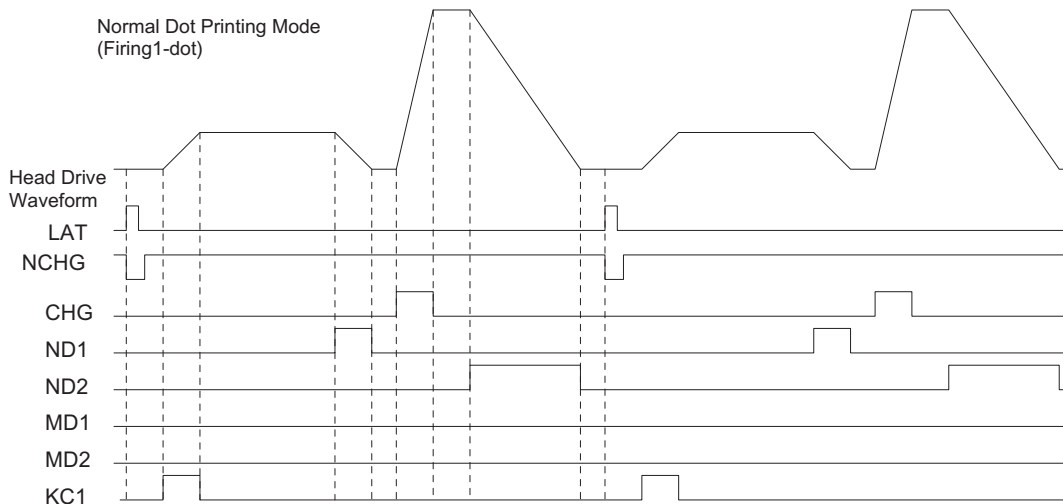 Normal Dot Printing Mode
(Firing1-dot)
Head Drive
Waveform
LAT
NCHG
CHG
ND1
ND2
MD1
MD2
KC1